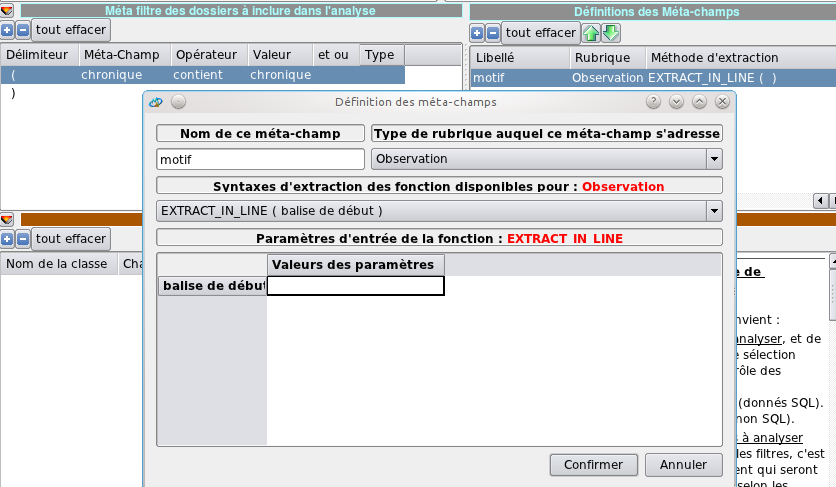 Méta filtre des dossiers à inclure dans l'analyse
tout effacer
Délimiteur Méta-Champ Opérateur Valeur et ou Type
( chronique contient chronique
)
Définitions des Méta-champs
tout effacer
Libellé Rubrique Méthode d'extraction
motif Observation EXTRACT_IN_LINE ( )
Définition des méta-champs
Nom de ce méta-champ Type de rubrique auquel ce méta-champ s'adresse
motif Observation
Syntaxes d'extraction des fonction disponibles pour : Observation
EXTRACT_IN_LINE ( balise de début )
Paramètres d'entrée de la fonction : EXTRACT_IN_LINE
Valeurs des paramètres
balise de début
Confirmer Annuler
tout effacer
Nom de la classe Cha
e de
nvient :
analyser, et de
e sélection
rôle des
(donnés SQL).
non SQL).
s à analyser
des filtres, c'est
ent qui seront
selon les